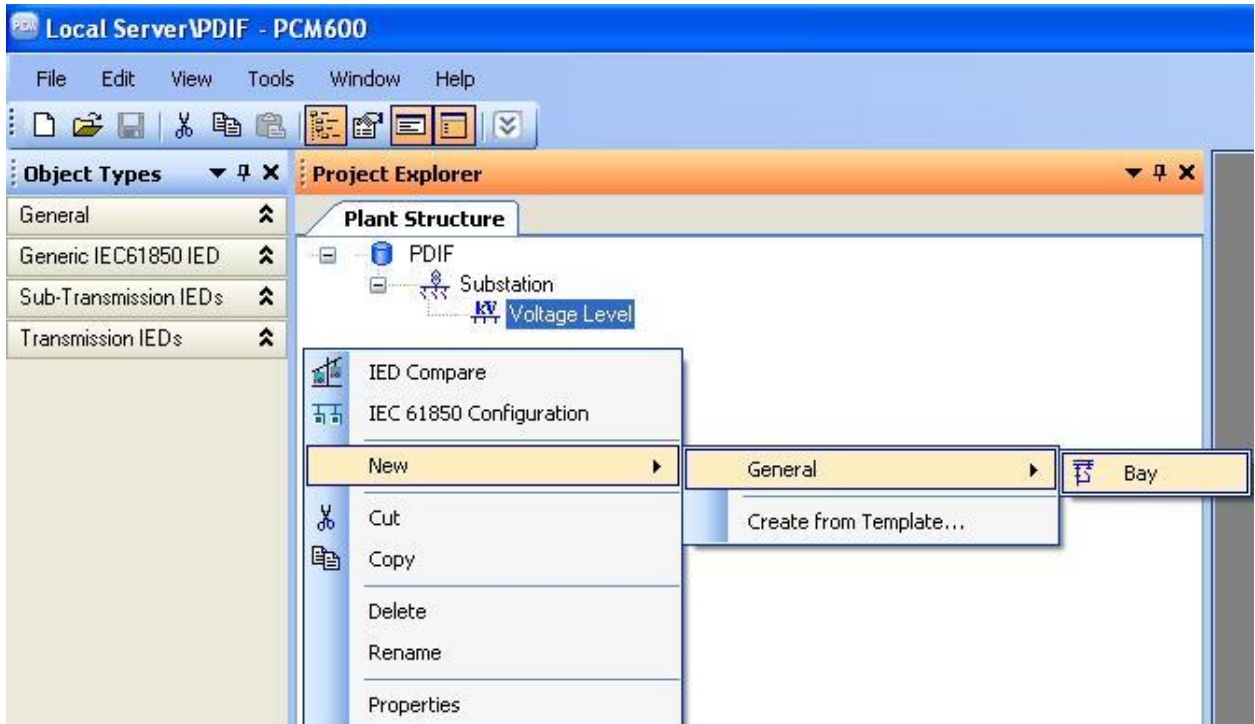 Local Server\PDIF - PCM600
File Edit View Tools Window Help
Object Types
General
Generic IEC61850 IED
Sub-Transmission IEDs
Transmission IEDs
Project Explorer
Plant Structure
PDIF
Substation
kV Voltage Level
IED Compare
IEC 61850 Configuration
New
Cut
Copy
Delete
Rename
Properties
General
Create from Template...
Bay